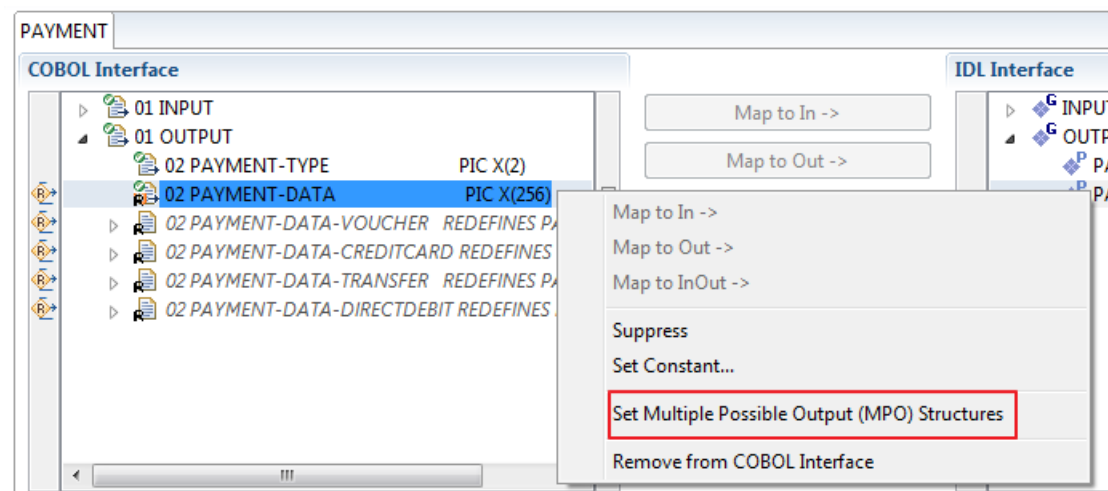 PAYMENT
COBOL Interface
IDL Interface
01 INPUT
Map to In ->
INPU
01 OUTPUT
OUTP
02 PAYMENT-TYPE PIC X(2)
Map to Out ->
PA
02 PAYMENT-DATA PIC X(256)
PA
02 PAYMENT-DATA-VOUCHER REDEFINES PA
02 PAYMENT-DATA-CREDITCARD REDEFINES
02 PAYMENT-DATA-TRANSFER REDEFINES PA
02 PAYMENT-DATA-DIRECTDEBIT REDEFINES
Map to In ->
Map to Out ->
Map to InOut ->
Suppress
Set Constant...
Set Multiple Possible Output (MPO) Structures
Remove from COBOL Interface